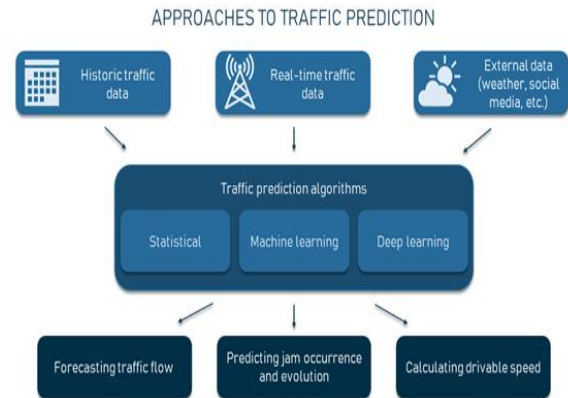 APPROACHES TO TRAFFIC PREDICTION
Historic traffic
data
Real-time traffic
data
External data
(weather, social
media, etc.)
Traffic prediction algorithms
Statistical
Machine learning
Deep learning
Forecasting traffic flow
Predicting jam occurrence
and evolution
Calculating drivable speed